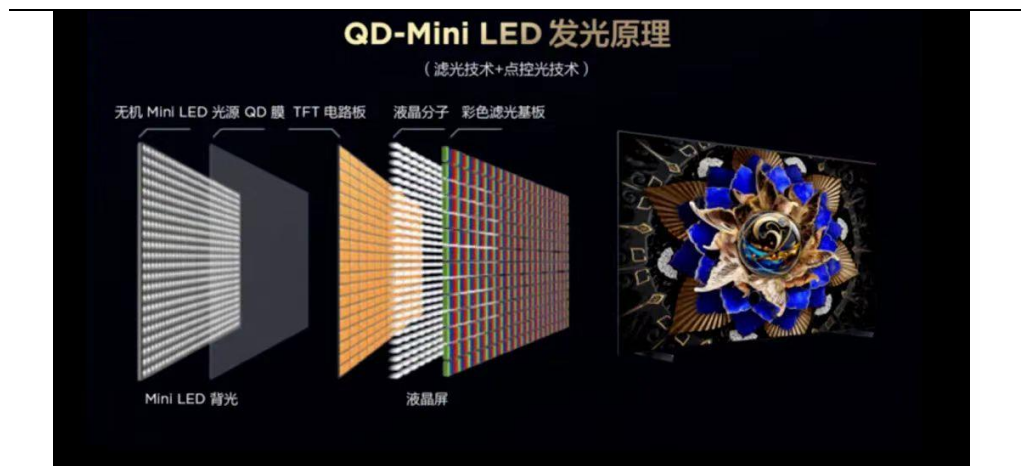 QD-Mini LED 发光原理
（滤光技术+点控光技术）
无机 Mini LED 光源 QD 膜 TFT 电路板 液晶分子 彩色滤光基板
Mini LED 背光 液晶屏